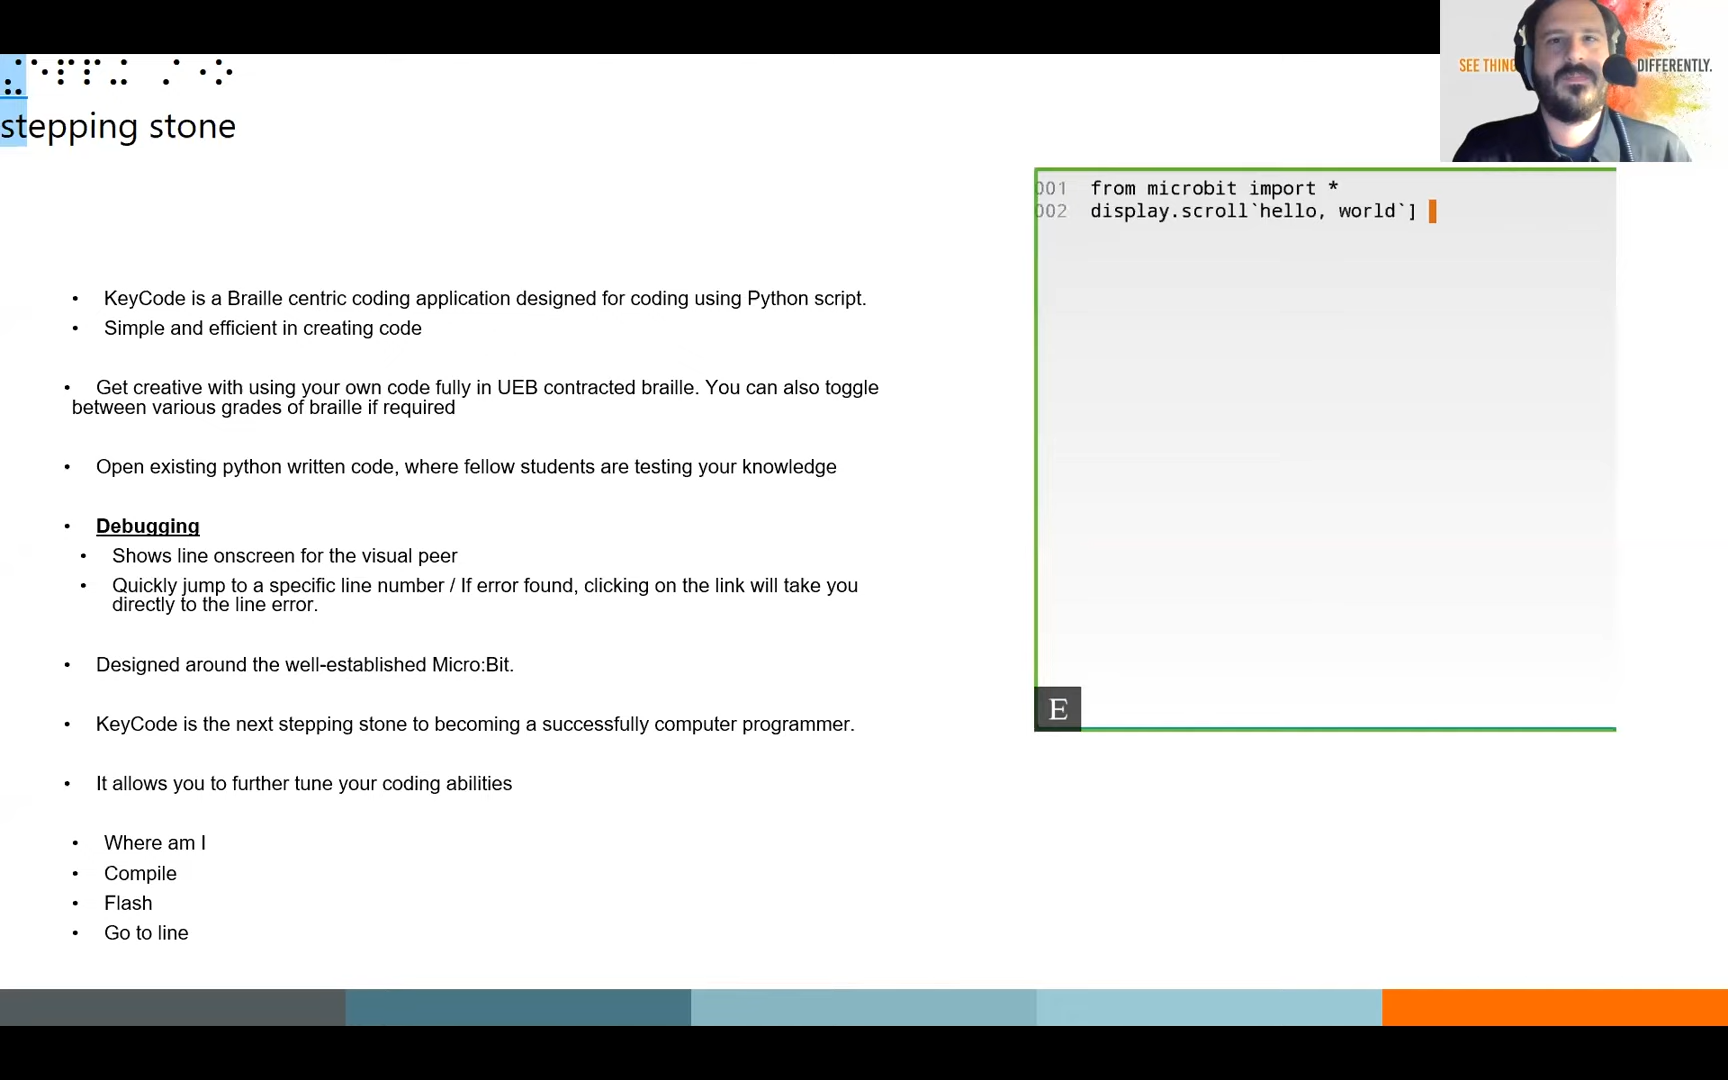 ⠬⠑⠏⠏⠬ ⠌⠐⠕
stepping stone
SEE THIN DIFFERENTLY.
001 from microbit import *
002 display.scroll`hello, world`]
• KeyCode is a Braille centric coding application designed for coding using Python script.
• Simple and efficient in creating code
• Get creative with using your own code fully in UEB contracted braille. You can also toggle
between various grades of braille if required
• Open existing python written code, where fellow students are testing your knowledge
• Debugging
• Shows line onscreen for the visual peer
• Quickly jump to a specific line number / If error found, clicking on the link will take you
directly to the line error.
• Designed around the well-established Micro:Bit.
• KeyCode is the next stepping stone to becoming a successfully computer programmer.
• It allows you to further tune your coding abilities
• Where am I
• Compile
• Flash
• Go to line
E